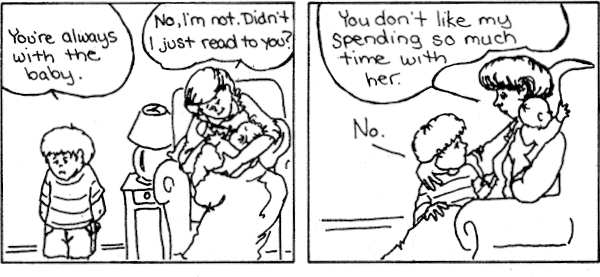 You're always
with the
baby.
No, I'm not. Didn't
I just read to you?
You don't like my
spending so much
time with
her.
No.